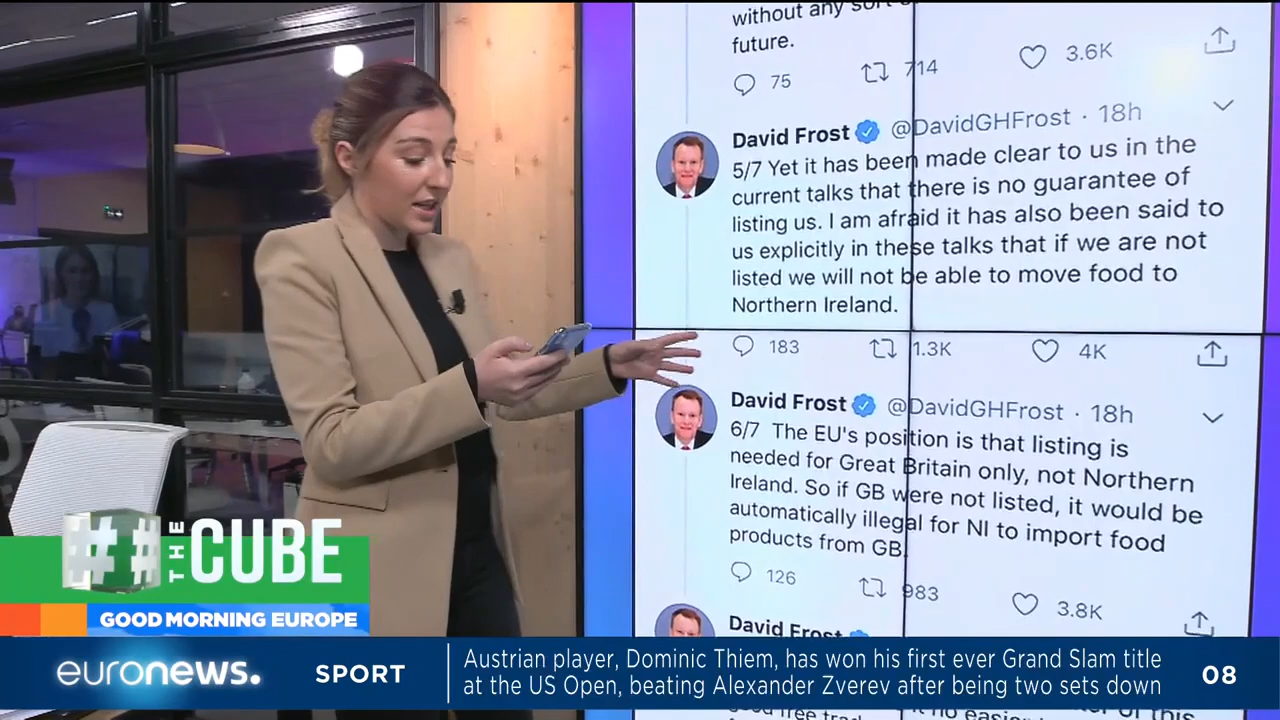 without any sort
future.
75 714 3.6K
David Frost @DavidGHFrost · 18h
5/7 Yet it has been made clear to us in the
current talks that there is no guarantee of
listing us. I am afraid it has also been said to
us explicitly in these talks that if we are not
listed we will not be able to move food to
Northern Ireland.
183 1.3K 4K
David Frost @DavidGHFrost · 18h
6/7 The EU's position is that listing is
needed for Great Britain only, not Northern
Ireland. So if GB were not listed, it would be
automatically illegal for NI to import food
products from GB.
126 983 3.8K
David Frost
## THE CUBE
GOOD MORNING EUROPE
euronews.
SPORT
Austrian player, Dominic Thiem, has won his first ever Grand Slam title
at the US Open, beating Alexander Zverev after being two sets down
08